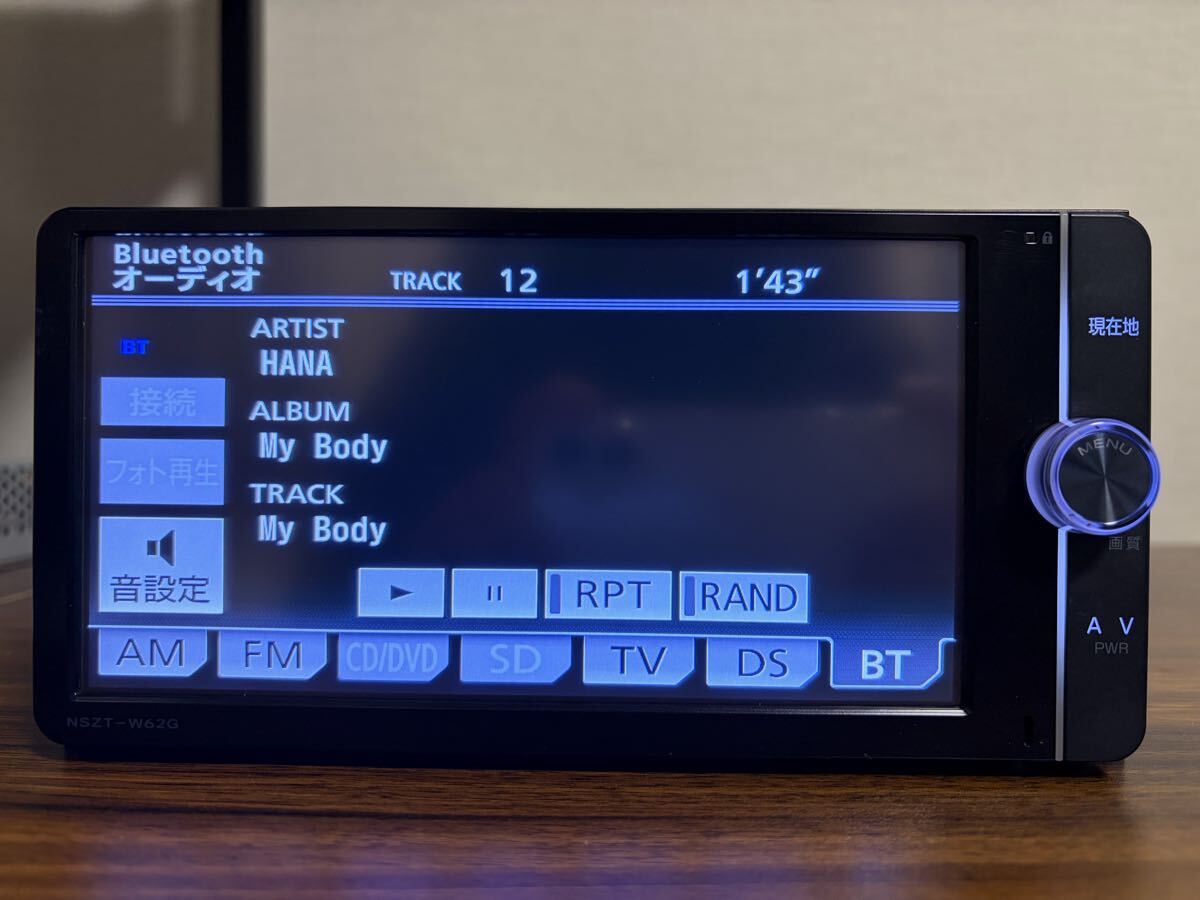 Bluetooth
オーディオ TRACK 12 1'43"
BT
ARTIST
HANA
接続
ALBUM
My Body
フォト再生
TRACK
My Body
音設定
RPT RAND
AM FM CD/DVD SD TV DS BT
NSZT-W62G
現在地
MENU
画質
A V
PWR